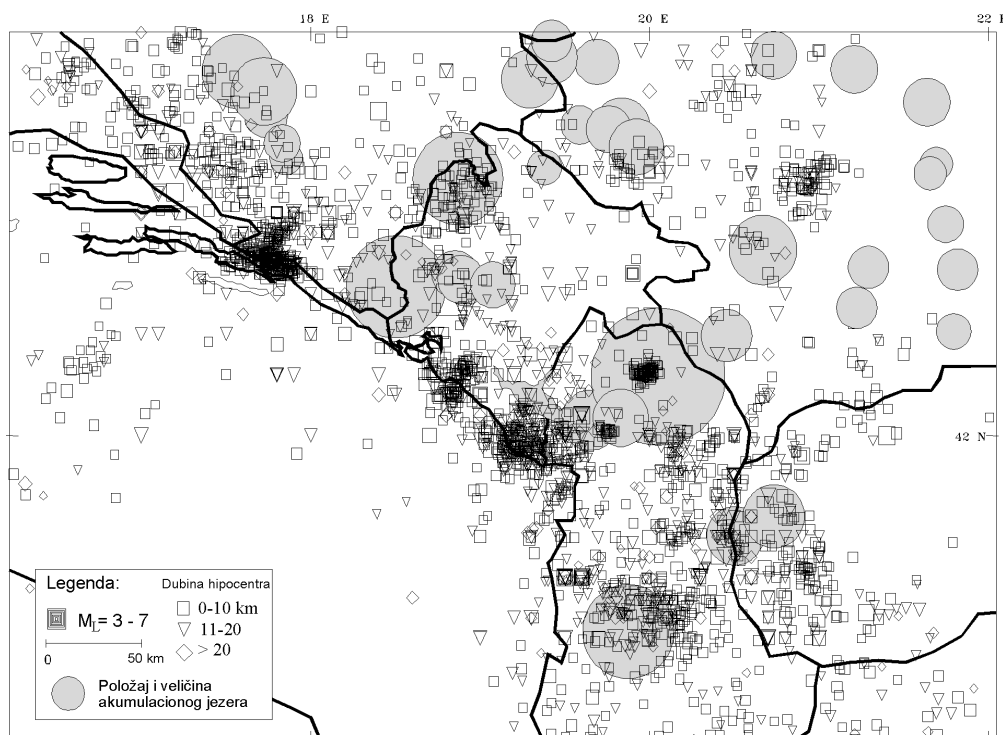 18 E
20 E
22 E
42 N
Legenda:
Dubina hipocentra
M_L= 3 - 7
0-10 km
11-20
> 20
0
50 km
Položaj i veličina
akumulacionog jezera